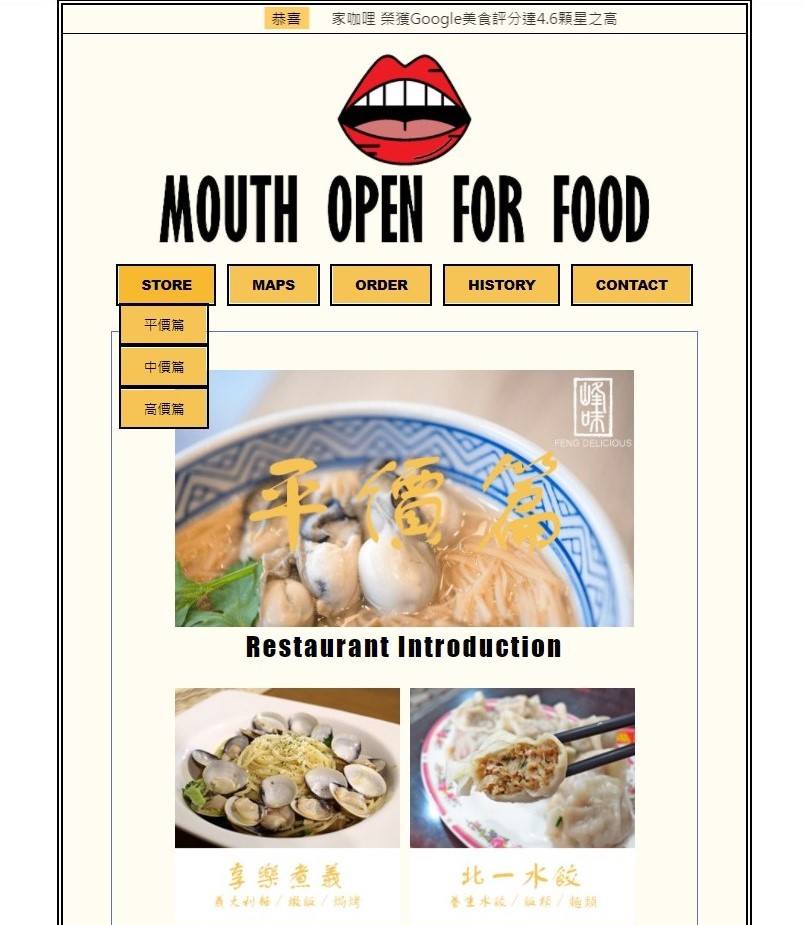 恭喜 家咖哩 榮獲Google美食評分達4.6顆星之高
MOUTH OPEN FOR FOOD
STORE MAPS ORDER HISTORY CONTACT
平價篇
中價篇
高價篇
峰味
FENG DELICIOUS
平價篇
Restaurant Introduction
享樂煮義
義大利麵 / 燉飯 / 焗烤
北一水餃
養生水餃 / 飯類 / 麵類